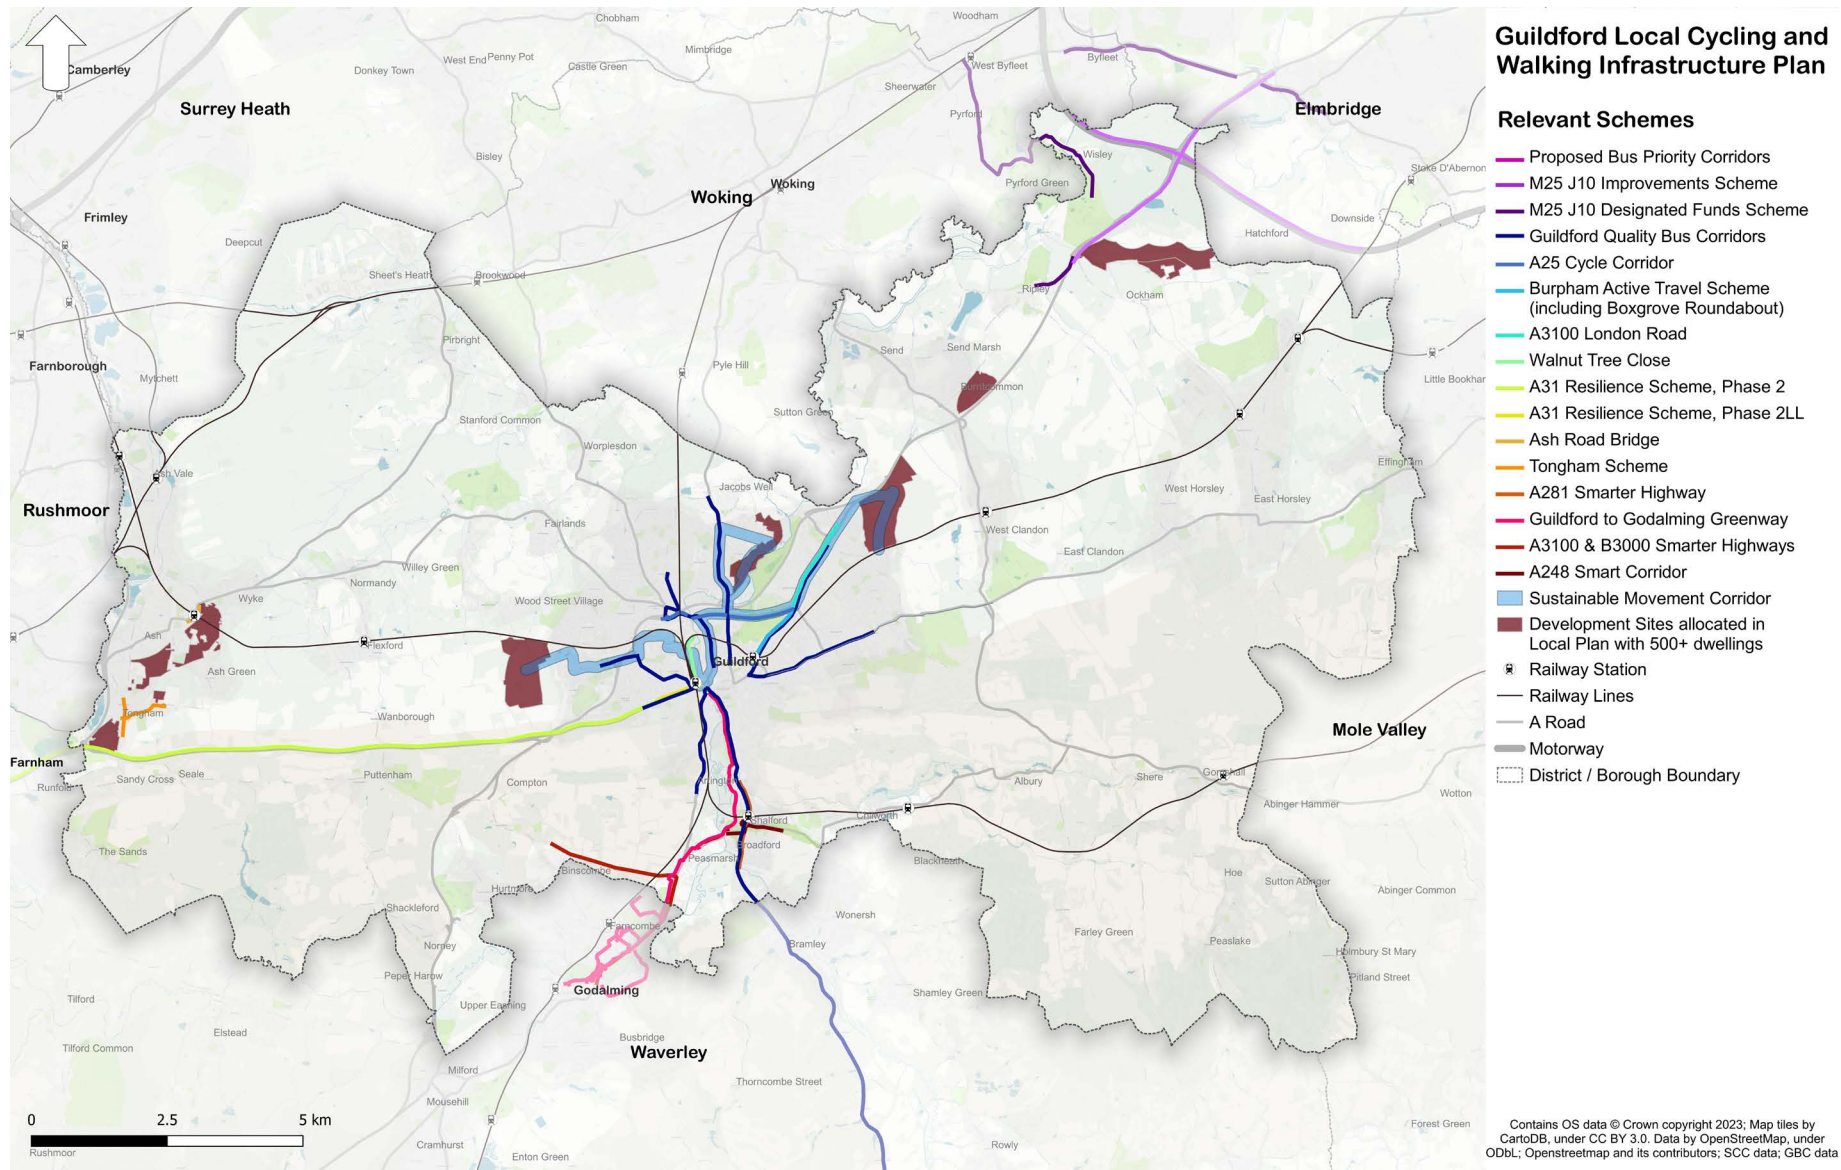 Guildford Local Cycling and
Walking Infrastructure Plan
Relevant Schemes
Proposed Bus Priority Corridors
M25 J10 Improvements Scheme
M25 J10 Designated Funds Scheme
Guildford Quality Bus Corridors
A25 Cycle Corridor
Burpham Active Travel Scheme
(including Boxgrove Roundabout)
A3100 London Road
Walnut Tree Close
A31 Resilience Scheme, Phase 2
A31 Resilience Scheme, Phase 2LL
Ash Road Bridge
Tongham Scheme
A281 Smarter Highway
Guildford to Godalming Greenway
A3100 & B3000 Smarter Highways
A248 Smart Corridor
Sustainable Movement Corridor
Development Sites allocated in
Local Plan with 500+ dwellings
Railway Station
Railway Lines
A Road
Motorway
District / Borough Boundary
Contains OS data © Crown copyright 2023; Map tiles by
CartoDB, under CC BY 3.0. Data by OpenStreetMap, under
ODbL; Openstreetmap and its contributors; SCC data; GBC data
Chobham
Woodham
Camberley
Donkey Town
West End
Penny Pot
Castle Green
Mimbridge
West Byfleet
Byfleet
Sheerwater
Surrey Heath
Elmbridge
Pyrford
Bisley
Wisley
Stoke D'Abernon
Woking
Woking
Pyrford Green
Frimley
Downside
Hatchford
Deepcut
Sheet's Heath
Brookwood
Ripley
Ockham
Pirbright
Send
Send Marsh
Farnborough
Mytchett
Pyle Hill
Little Bookhar
Burntcommon
Stanford Common
Sutton Green
Worplesdon
Effingham
Ash Vale
Jacobs Well
West Horsley
East Horsley
Rushmoor
Fairlands
West Clandon
East Clandon
Willey Green
Normandy
Wyke
Wood Street Village
Ash
Flexford
Guildford
Ash Green
Tongham
Wanborough
Mole Valley
Farnham
Sandy Cross
Seale
Puttenham
Compton
Artington
Albury
Shere
Gomshall
Runfold
Wotton
Abinger Hammer
Shalford
Chilworth
The Sands
Broadford
Peasmarsh
Binscombe
Blackheath
Hurtmore
Hoe
Sutton Abinger
Abinger Common
Shackleford
Wonersh
Farncombe
Farley Green
Peaslake
Norney
Bramley
Holmbury St Mary
Peper Harow
Pitland Street
Godalming
Shamley Green
Tilford
Upper Eashing
Elstead
Busbridge
Tilford Common
Waverley
Milford
Thorncombe Street
Mousehill
Forest Green
0 2.5 5 km
Cramhurst
Rowly
Rushmoor
Enton Green